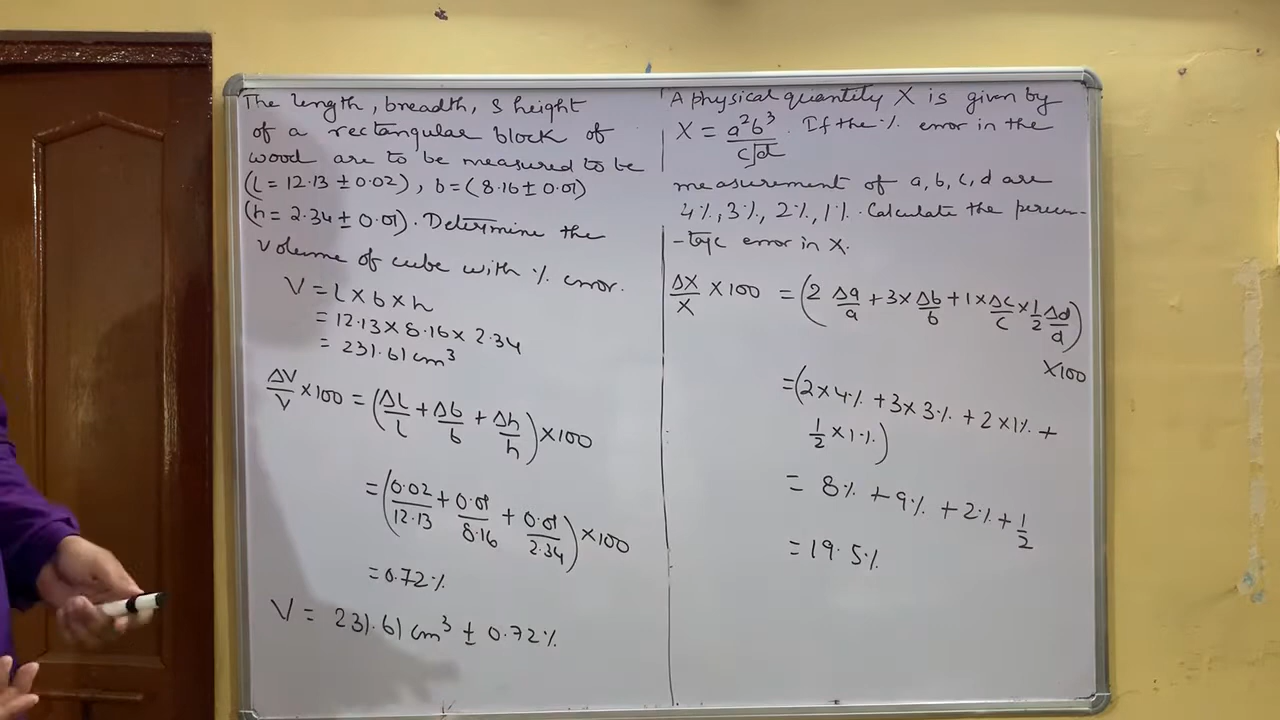 The length, breadth, & height
of a rectangular block of
wood are to be measured to be
(l = 12.13 ± 0.02), b = (8.16 ± 0.01)
(h = 2.34 ± 0.01). Determine the
volume of cube with % error.
V = l × b × h
= 12.13 × 8.16 × 2.34
= 231.61 cm³
ΔV/V × 100 = (Δl/l + Δb/b + Δh/h) × 100
= (0.02/12.13 + 0.01/8.16 + 0.01/2.34) × 100
= 0.72%
V = 231.61 cm³ ± 0.72%
A physical quantity X is given by
X = a²b³/c√d . If the % error in the
measurement of a, b, c, d are
4%, 3%, 2%, 1%. Calculate the percen-
-tage error in X.
ΔX/X × 100 = (2 Δa/a + 3 × Δb/b + 1 × Δc/c × 1/2 Δd/d)
× 100
= (2 × 4% + 3 × 3% + 2 × 1% +
1/2 × 1%)
= 8% + 9% + 2% + 1/2
= 19.5%